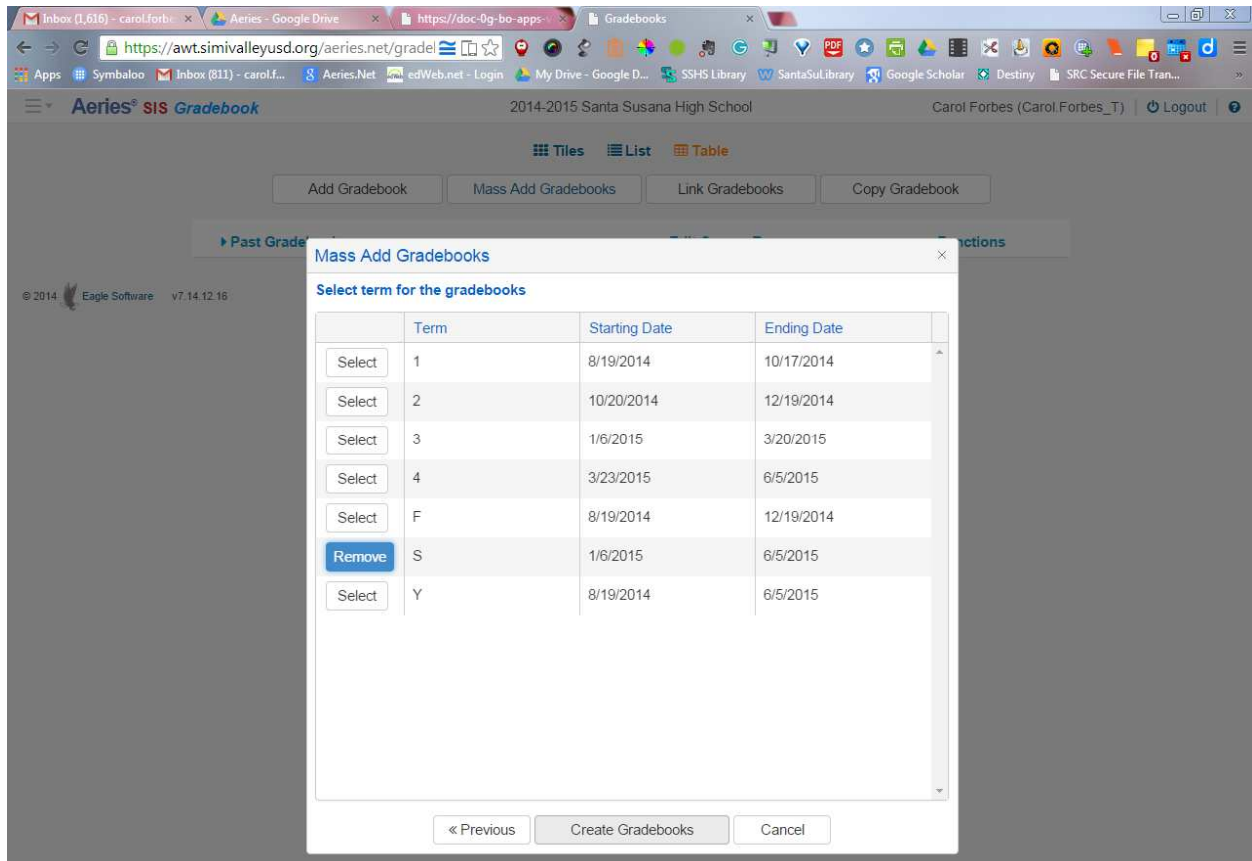 Inbox (1,616) - carol.forbe
Aeries - Google Drive
https://doc-0g-bo-apps-v
Gradebooks
https://awt.simivalleyusd.org/aeries.net/gradel
Apps Symbaloo Inbox (811) - carol.f... Aeries.Net edWeb.net - Login My Drive - Google D... SSHS Library SantaSuLibrary Google Scholar Destiny SRC Secure File Tran... »
Aeries® SIS Gradebook 2014-2015 Santa Susana High School Carol Forbes (Carol.Forbes_T) Logout
Tiles List Table
Add Gradebook Mass Add Gradebooks Link Gradebooks Copy Gradebook
Past Grade nctions
Mass Add Gradebooks ×
© 2014 Eagle Software v7.14.12.16
Select term for the gradebooks
Term Starting Date Ending Date
Select 1 8/19/2014 10/17/2014
Select 2 10/20/2014 12/19/2014
Select 3 1/6/2015 3/20/2015
Select 4 3/23/2015 6/5/2015
Select F 8/19/2014 12/19/2014
Remove S 1/6/2015 6/5/2015
Select Y 8/19/2014 6/5/2015
« Previous Create Gradebooks Cancel